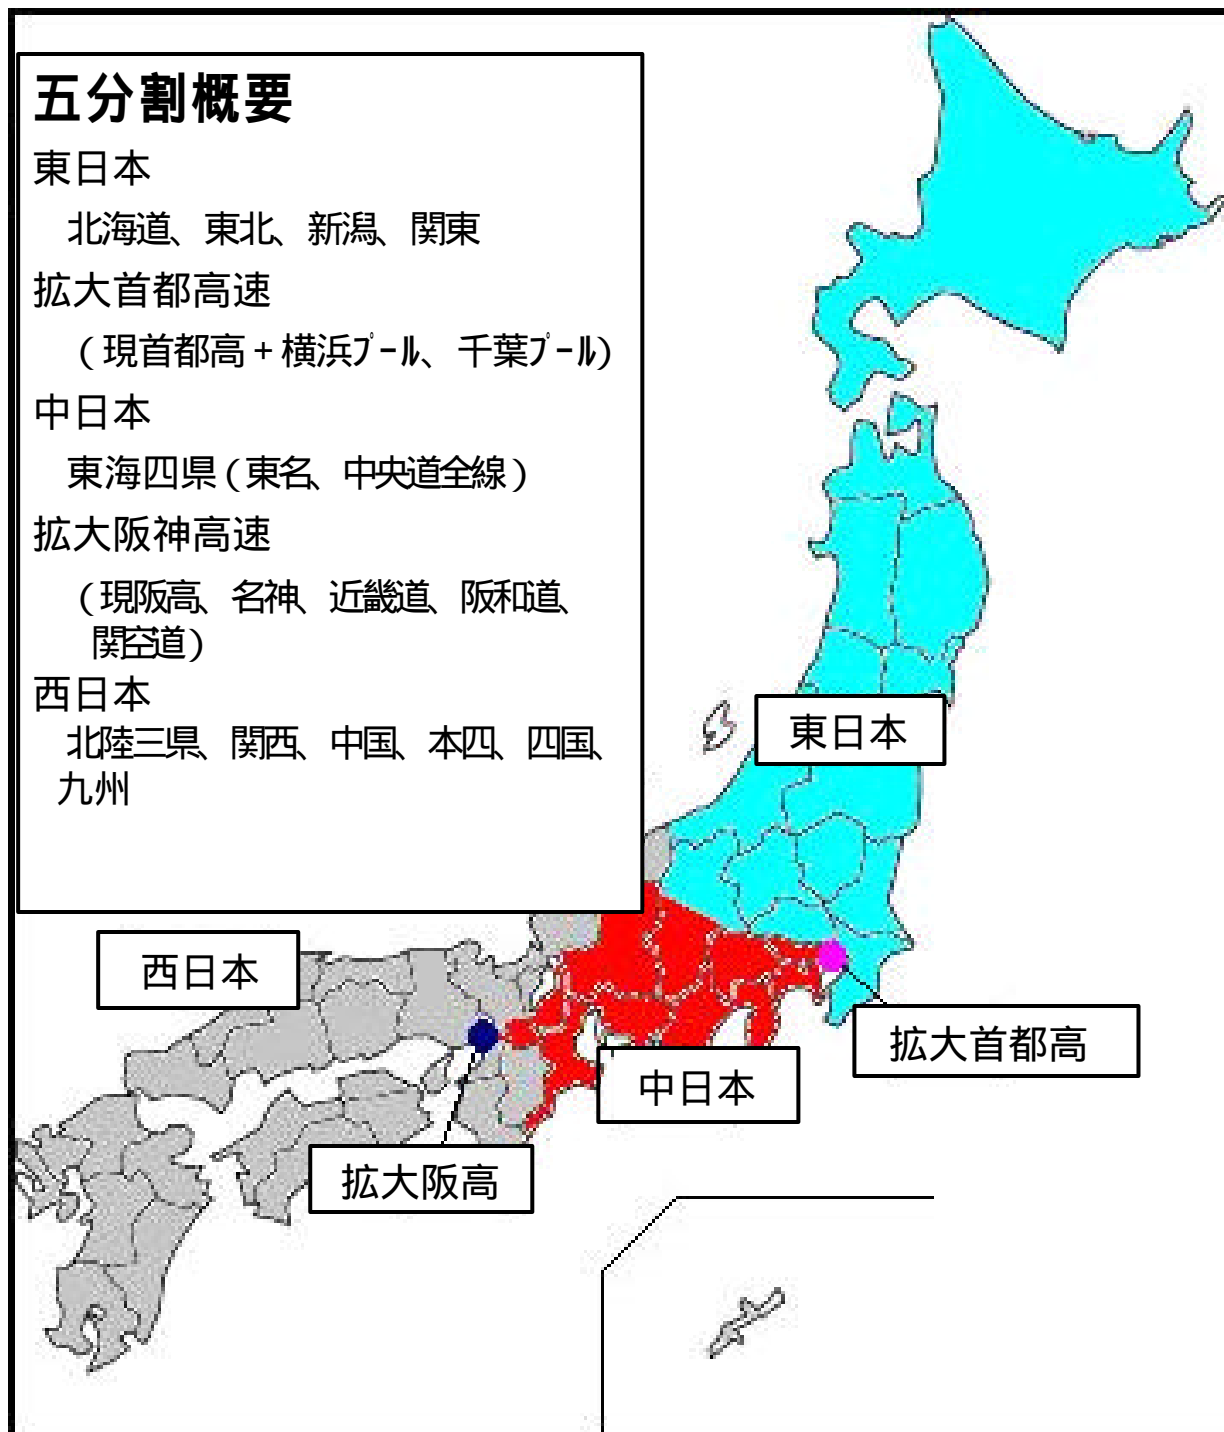 五分割概要
東日本
北海道、東北、新潟、関東
拡大首都高速
（現首都高＋横浜ﾌﾟｰﾙ、千葉ﾌﾟｰﾙ）
中日本
東海四県（東名、中央道全線）
拡大阪神高速
（現阪高、名神、近畿道、阪和道、
関空道）
西日本
北陸三県、関西、中国、本四、四国、
九州
東日本
西日本
拡大首都高
中日本
拡大阪高